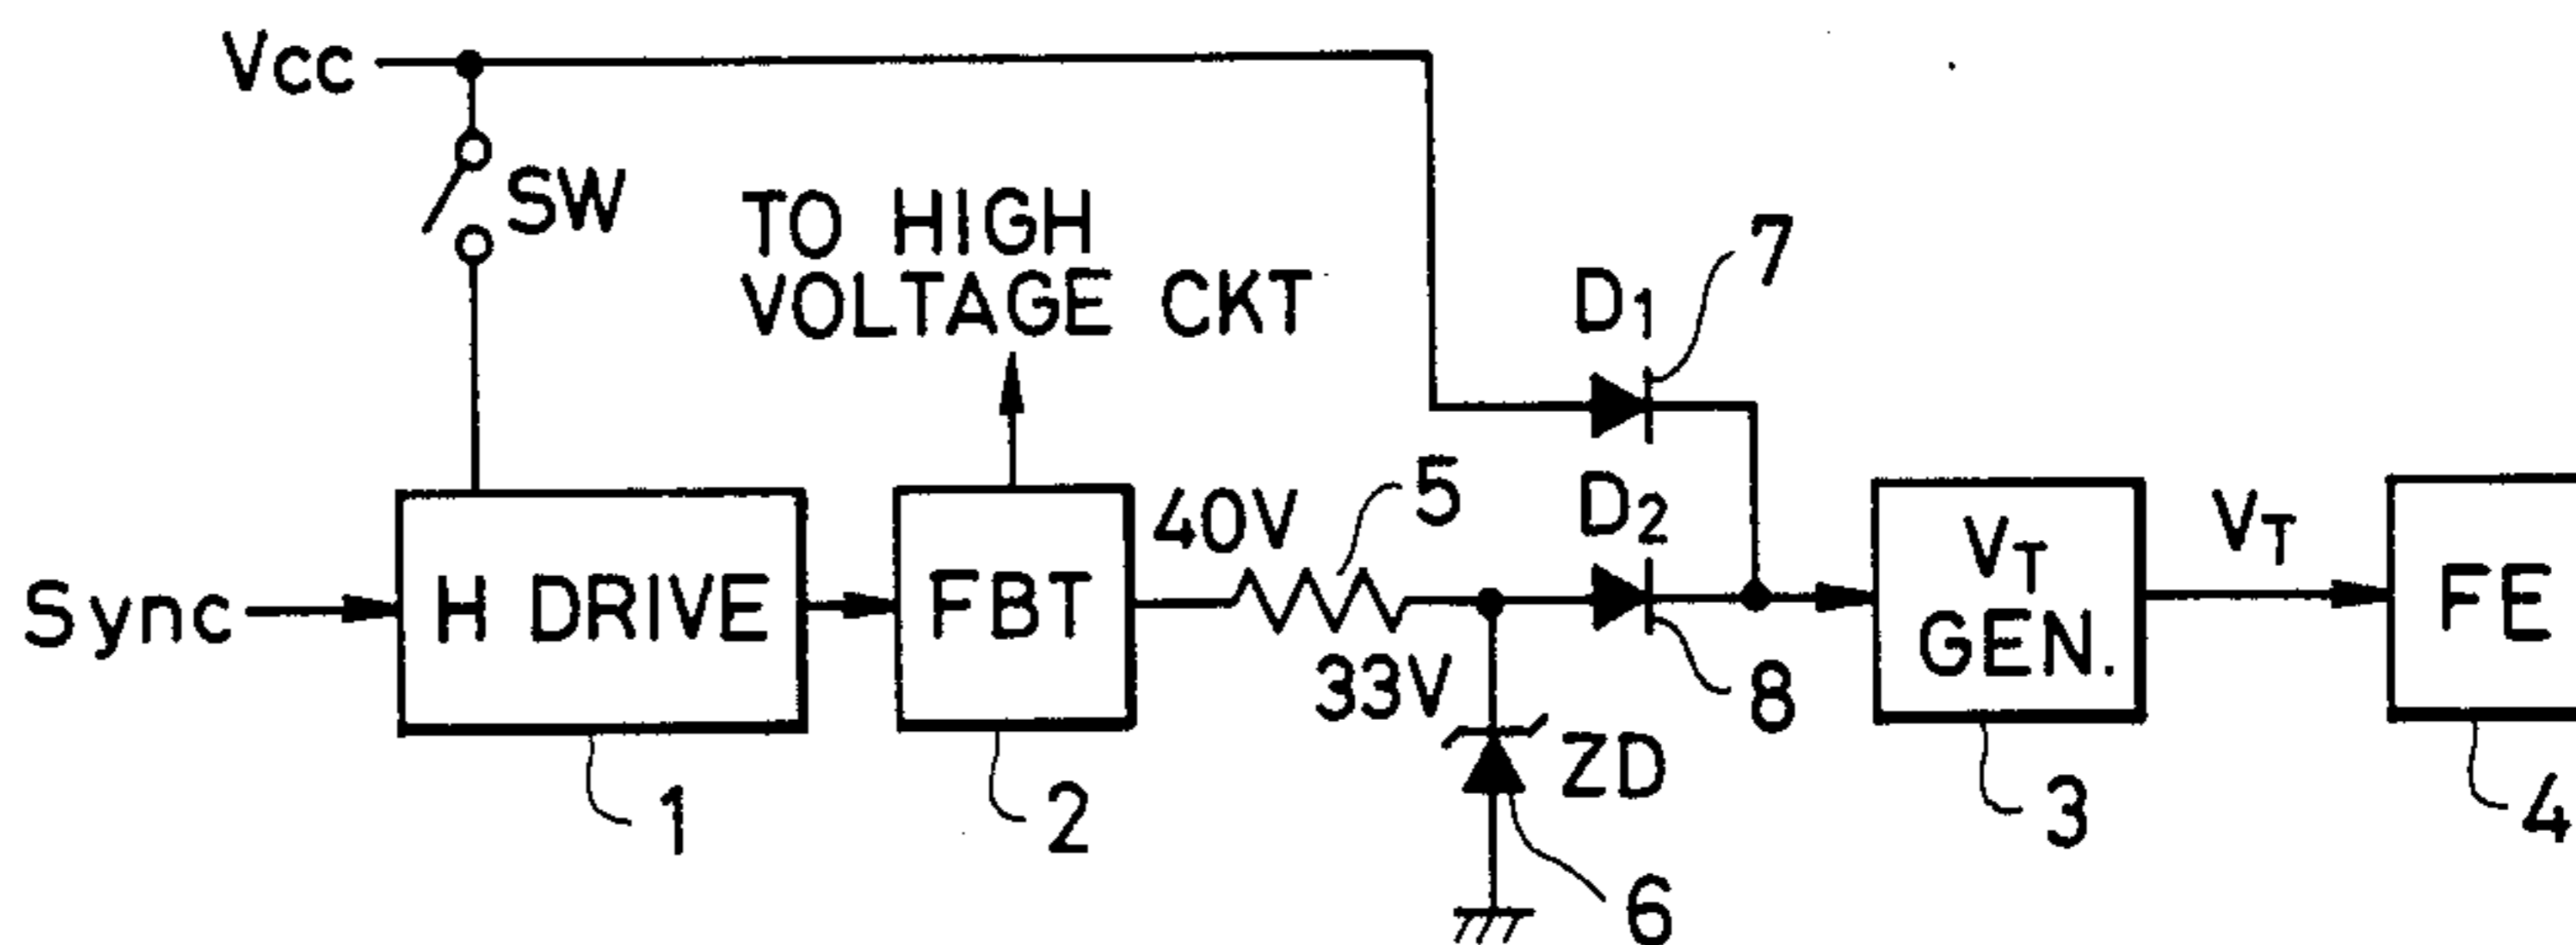 Vcc
SW
TO HIGH
VOLTAGE CKT
D1
7
Sync
H DRIVE
1
FBT
2
40V
5
33V
D2
8
ZD
6
VT
GEN.
3
VT
FE
4